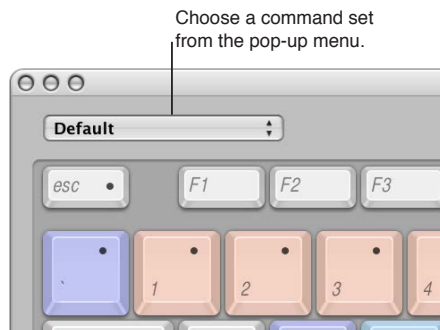 Choose a command set
from the pop-up menu.
Default
esc F1 F2 F3
` 1 2 3 4